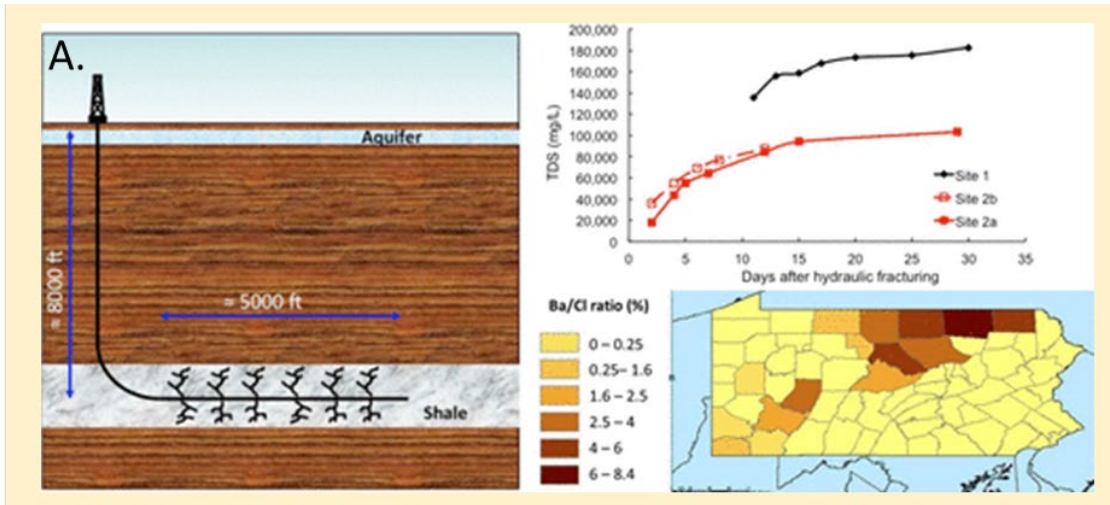 A.
Aquifer
≈ 8000 ft
≈ 5000 ft
Shale
TDS (mg/L)
200,000
180,000
160,000
140,000
120,000
100,000
80,000
60,000
40,000
20,000
0
Site 1
Site 2b
Site 2a
0 5 10 15 20 25 30 35
Days after hydraulic fracturing
Ba/Cl ratio (%)
0 – 0.25
0.25– 1.6
1.6 – 2.5
2.5 – 4
4 – 6
6 – 8.4